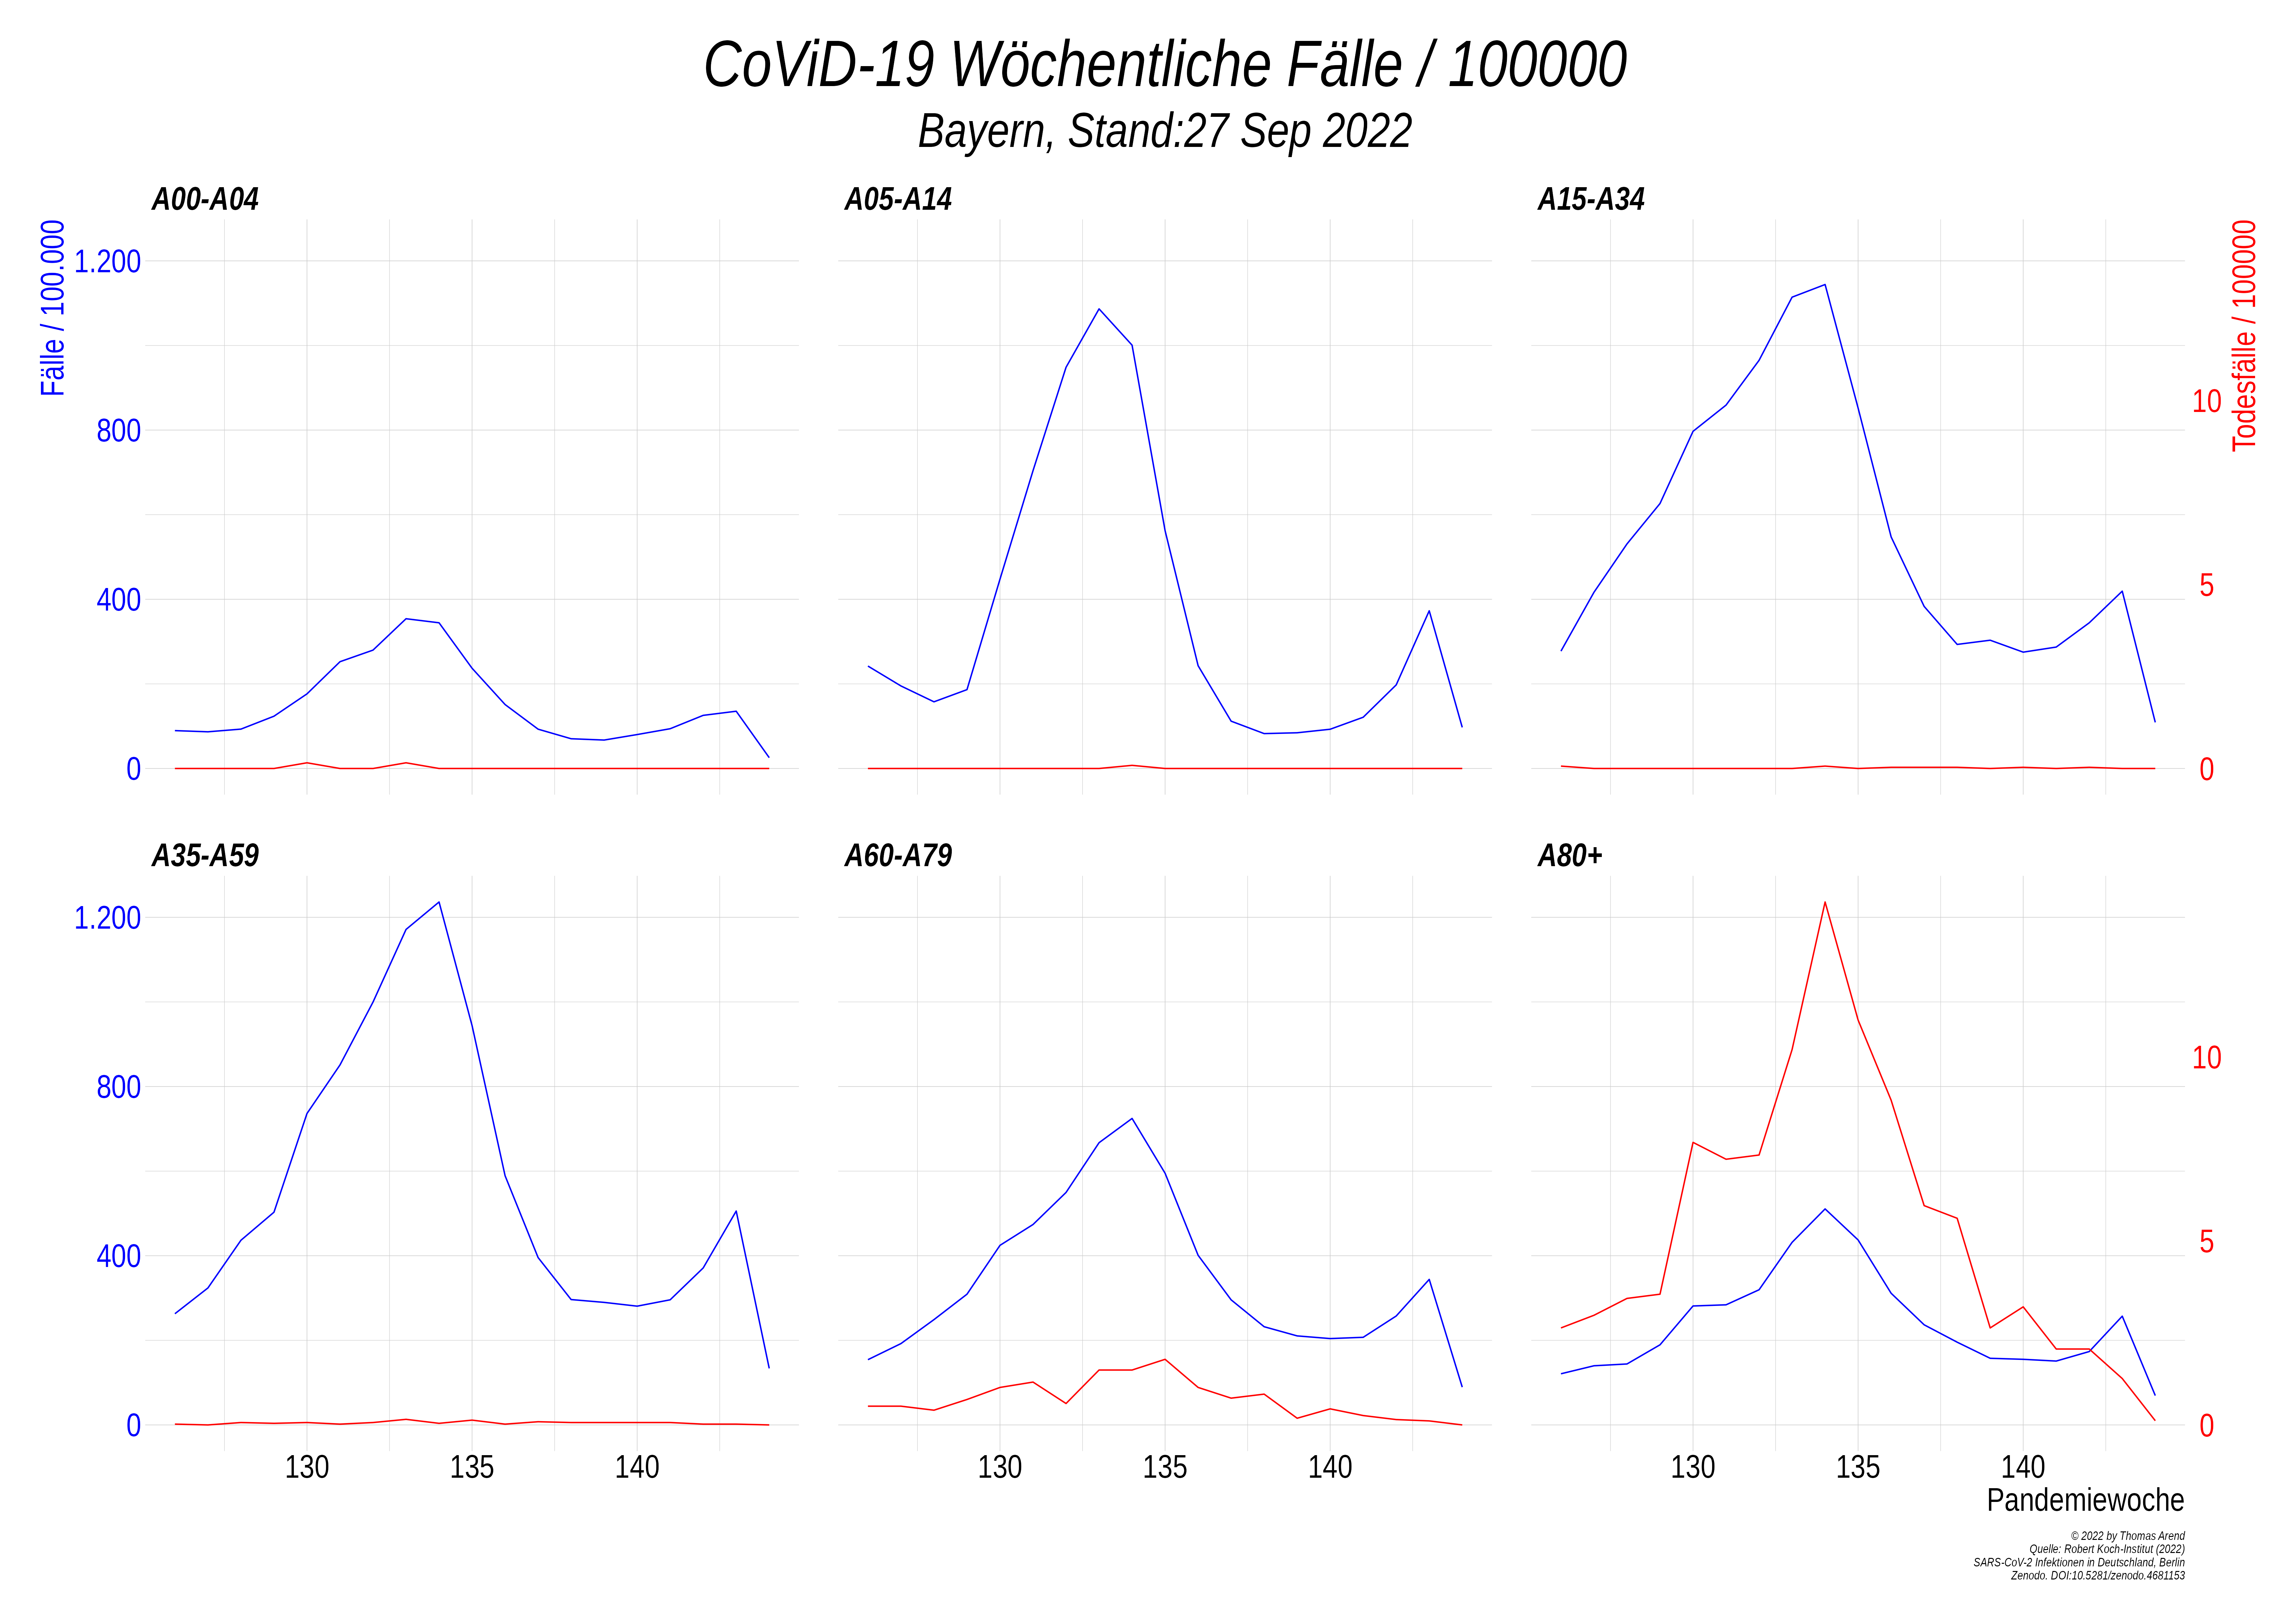 CoViD-19 Wöchentliche Fälle / 100000
Bayern, Stand:27 Sep 2022
A00-A04
A05-A14
A15-A34
Fälle / 100.000
1.200
800
400
0
10
5
0
Todesfälle / 100000
A35-A59
A60-A79
A80+
1.200
800
400
0
10
5
0
130 135 140
130 135 140
130 135 140
Pandemiewoche
© 2022 by Thomas Arend
Quelle: Robert Koch-Institut (2022)
SARS-CoV-2 Infektionen in Deutschland, Berlin
Zenodo. DOI:10.5281/zenodo.4681153